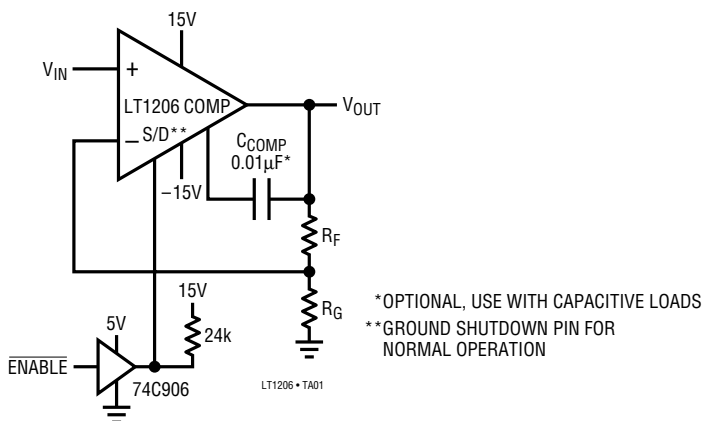 15V
V_IN
+
LT1206 COMP
V_OUT
–
S/D**
C_COMP
0.01µF*
–15V
R_F
15V
R_G
*OPTIONAL, USE WITH CAPACITIVE LOADS
5V
24k
**GROUND SHUTDOWN PIN FOR
NORMAL OPERATION
ENABLE
74C906
LT1206 • TA01